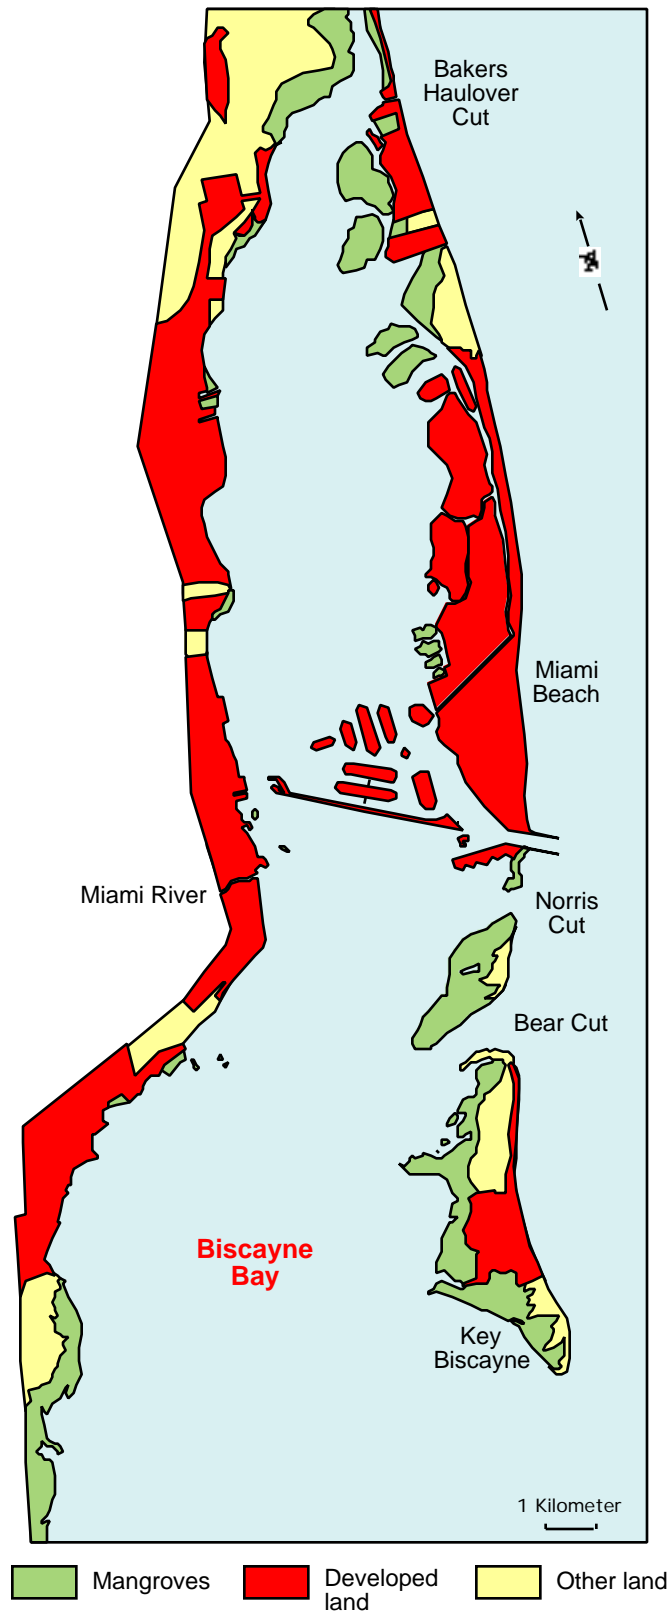 Bakers
Haulover
Cut
Miami
Beach
Miami River
Norris
Cut
Bear Cut
Biscayne
Bay
Key
Biscayne
1 Kilometer
Mangroves
Developed
land
Other land